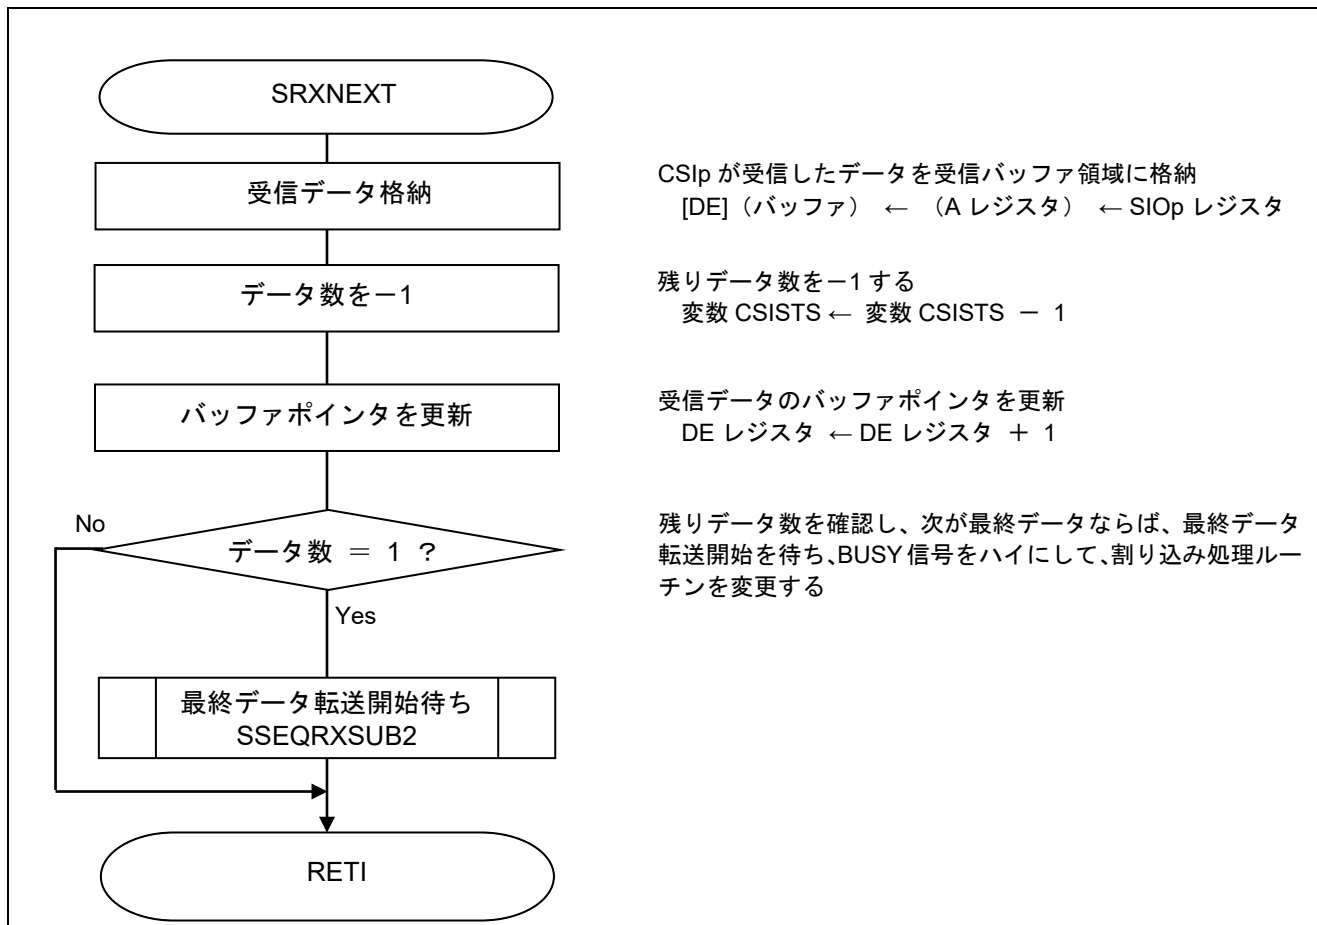 SRXNEXT
受信データ格納
CSIp が受信したデータを受信バッファ領域に格納
[DE]（バッファ） ← （A レジスタ） ← SIOp レジスタ
データ数を－1
残りデータ数を－1 する
変数 CSISTS ← 変数 CSISTS － 1
バッファポインタを更新
受信データのバッファポインタを更新
DE レジスタ ← DE レジスタ ＋ 1
No
データ数 ＝ 1 ？
残りデータ数を確認し、次が最終データならば、最終データ
転送開始を待ち、BUSY 信号をハイにして、割り込み処理ルー
チンを変更する
Yes
最終データ転送開始待ち
SSEQRXSUB2
RETI